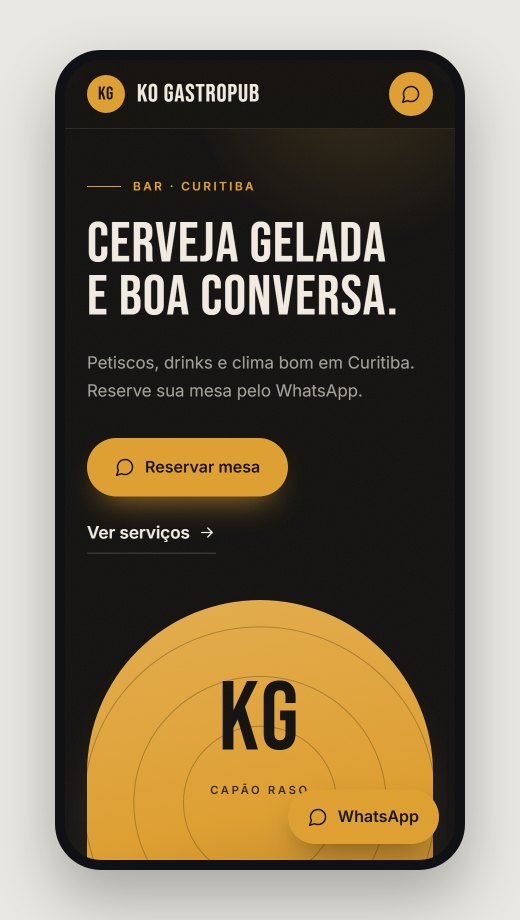 KG KO GASTROPUB
BAR · CURITIBA
CERVEJA GELADA
E BOA CONVERSA.
Petiscos, drinks e clima bom em Curitiba.
Reserve sua mesa pelo WhatsApp.
Reservar mesa
Ver serviços →
KG
CAPÃO RASO
WhatsApp